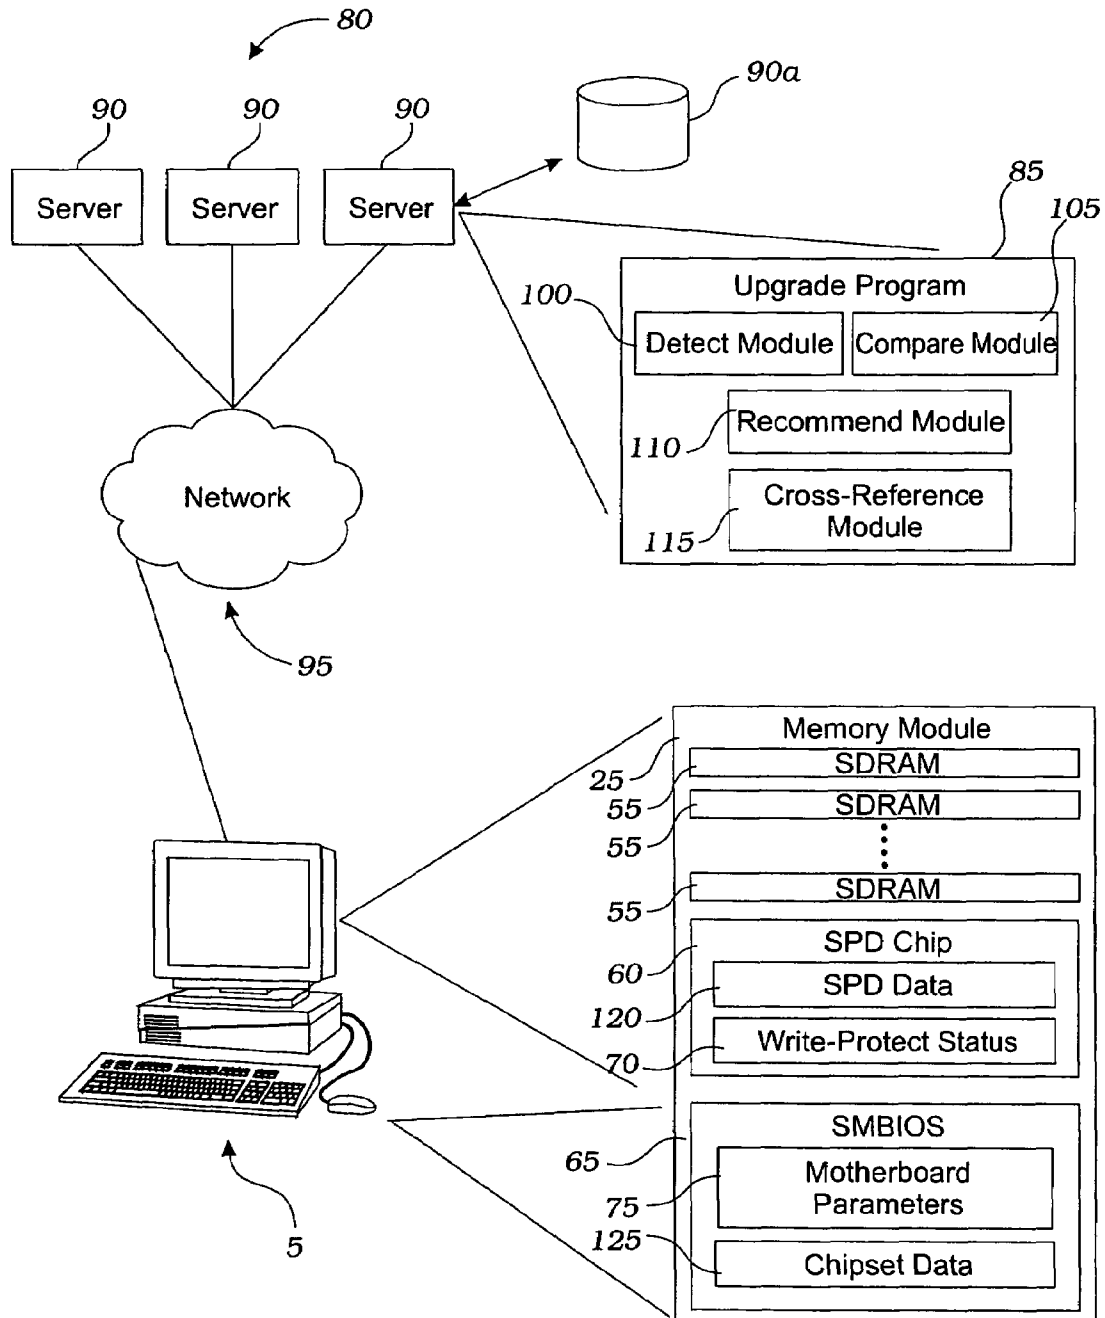 80
90
90
90
90a
Server
Server
Server
85
105
Upgrade Program
100
Detect Module
Compare Module
110
Recommend Module
115
Cross-Reference
Module
Network
95
Memory Module
25
SDRAM
55
SDRAM
55
SDRAM
55
SPD Chip
60
SPD Data
120
Write-Protect Status
70
SMBIOS
65
Motherboard
Parameters
75
125
Chipset Data
5